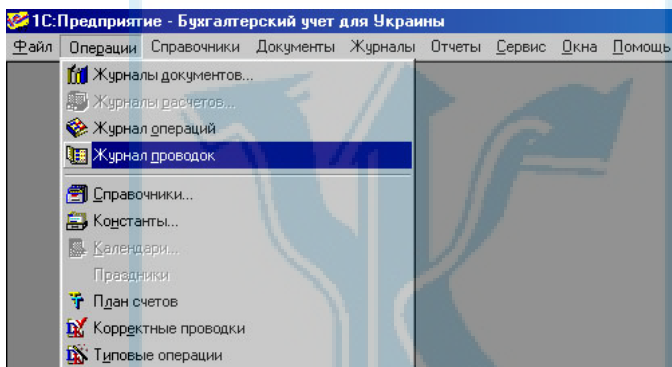 1С:Предприятие - Бухгалтерский учет для Украины
Файл Операции Справочники Документы Журналы Отчеты Сервис Окна Помощь
Журналы документов...
Журналы расчетов...
Журнал операций
Журнал проводок
Справочники...
Константы...
Календари...
Праздники
План счетов
Корректные проводки
Типовые операции